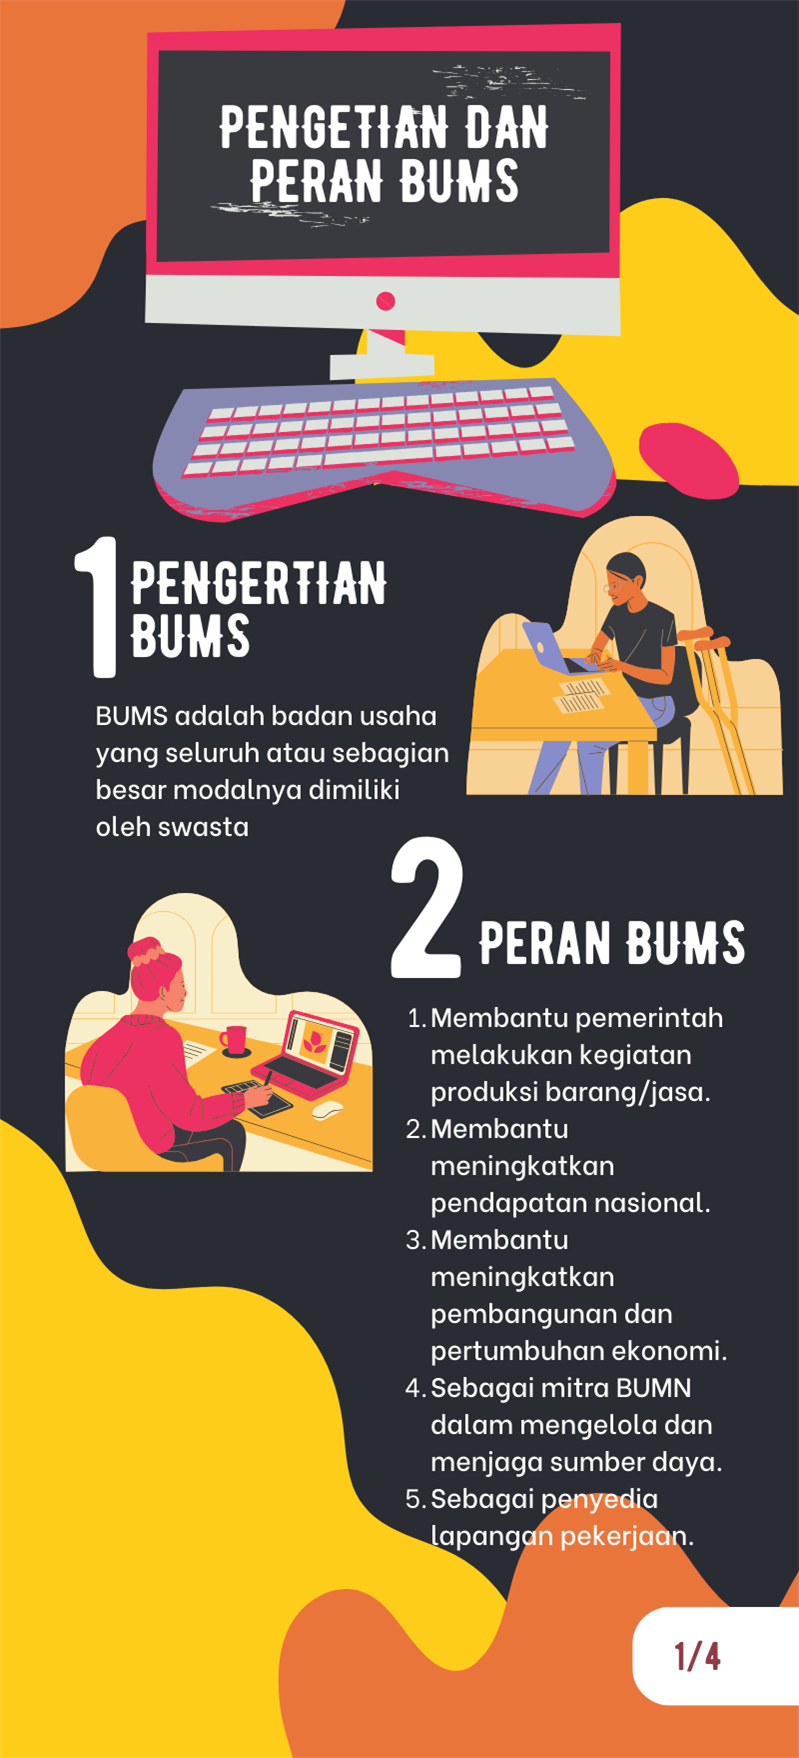 PENGETIAN DAN
PERAN BUMS
1
PENGERTIAN
BUMS
BUMS adalah badan usaha
yang seluruh atau sebagian
besar modalnya dimiliki
oleh swasta
2
PERAN BUMS
1. Membantu pemerintah
melakukan kegiatan
produksi barang/jasa.
2. Membantu
meningkatkan
pendapatan nasional.
3. Membantu
meningkatkan
pembangunan dan
pertumbuhan ekonomi.
4. Sebagai mitra BUMN
dalam mengelola dan
menjaga sumber daya.
5. Sebagai penyedia
lapangan pekerjaan.
1/4